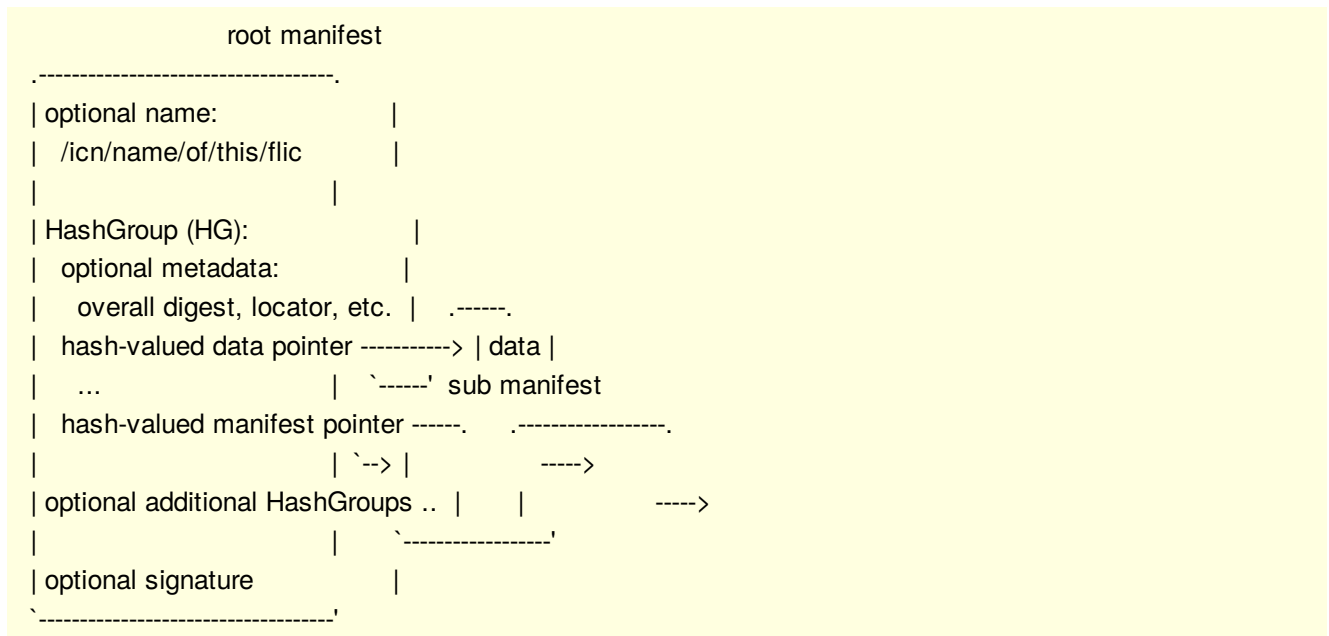 root manifest
.------------------------------------.
| optional name: |
| /icn/name/of/this/flic |
| |
| HashGroup (HG): |
| optional metadata: |
| overall digest, locator, etc. | .------.
| hash-valued data pointer -----------> | data |
| ... | `------' sub manifest
| hash-valued manifest pointer ------. .------------------.
| | `--> | ----->
| optional additional HashGroups .. | | ----->
| | `------------------'
| optional signature |
`------------------------------------'